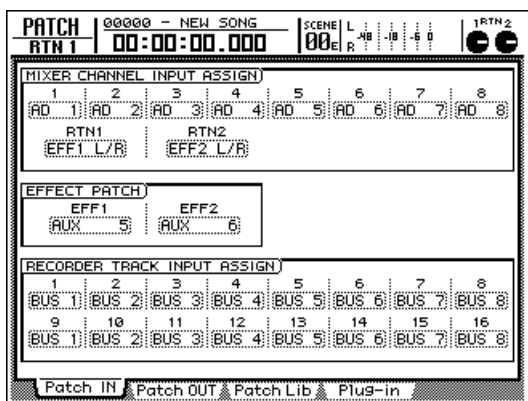 PATCH 00000 - NEW SONG SCENE L -48 -18 -6 0 1RTN2
RTN 1 00:00:00.000 00E R
MIXER CHANNEL INPUT ASSIGN
1 2 3 4 5 6 7 8
AD 1 AD 2 AD 3 AD 4 AD 5 AD 6 AD 7 AD 8
RTN1 RTN2
EFF1 L/R EFF2 L/R
EFFECT PATCH
EFF1 EFF2
AUX 5 AUX 6
RECORDER TRACK INPUT ASSIGN
1 2 3 4 5 6 7 8
BUS 1 BUS 2 BUS 3 BUS 4 BUS 5 BUS 6 BUS 7 BUS 8
9 10 11 12 13 14 15 16
BUS 1 BUS 2 BUS 3 BUS 4 BUS 5 BUS 6 BUS 7 BUS 8
Patch IN Patch OUT Patch Lib Plug-in